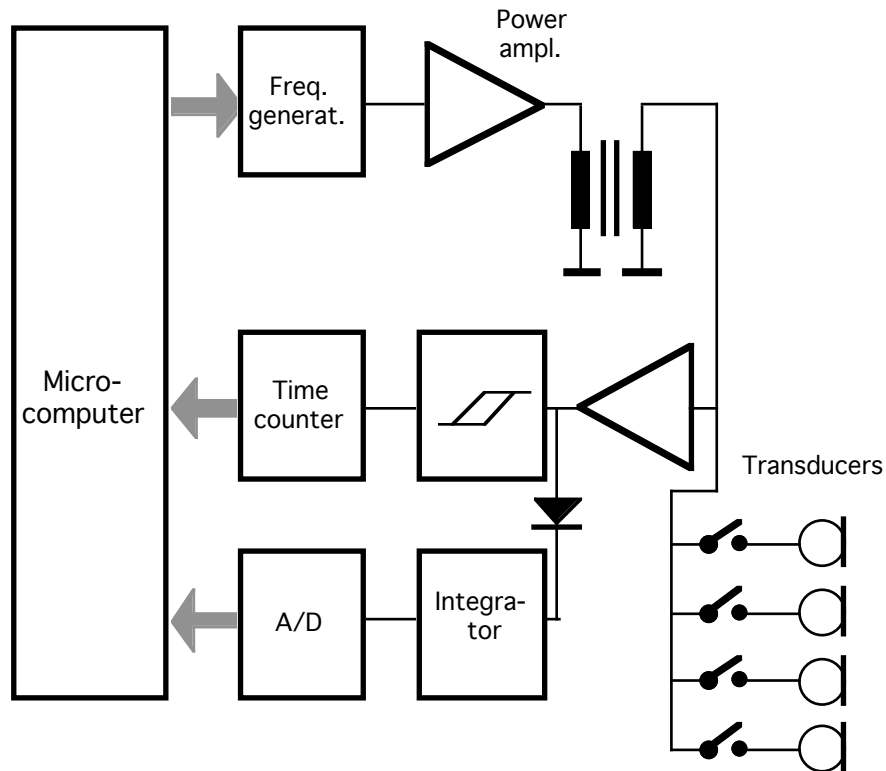 Power
ampl.
Freq.
generat.
Micro-
computer
Time
counter
Transducers
A/D
Integra-
tor